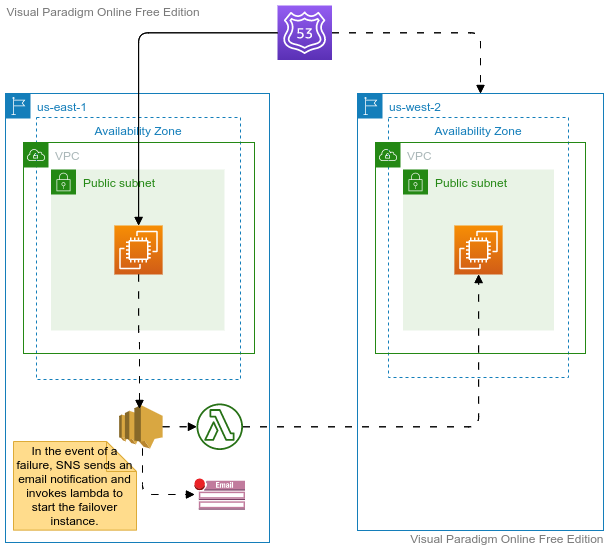 Visual Paradigm Online Free Edition
53
us-east-1
us-west-2
Availability Zone
Availability Zone
VPC
VPC
Public subnet
Public subnet
In the event of a
failure, SNS sends an
email notification and
invokes lambda to
start the failover
instance.
Email
Visual Paradigm Online Free Edition